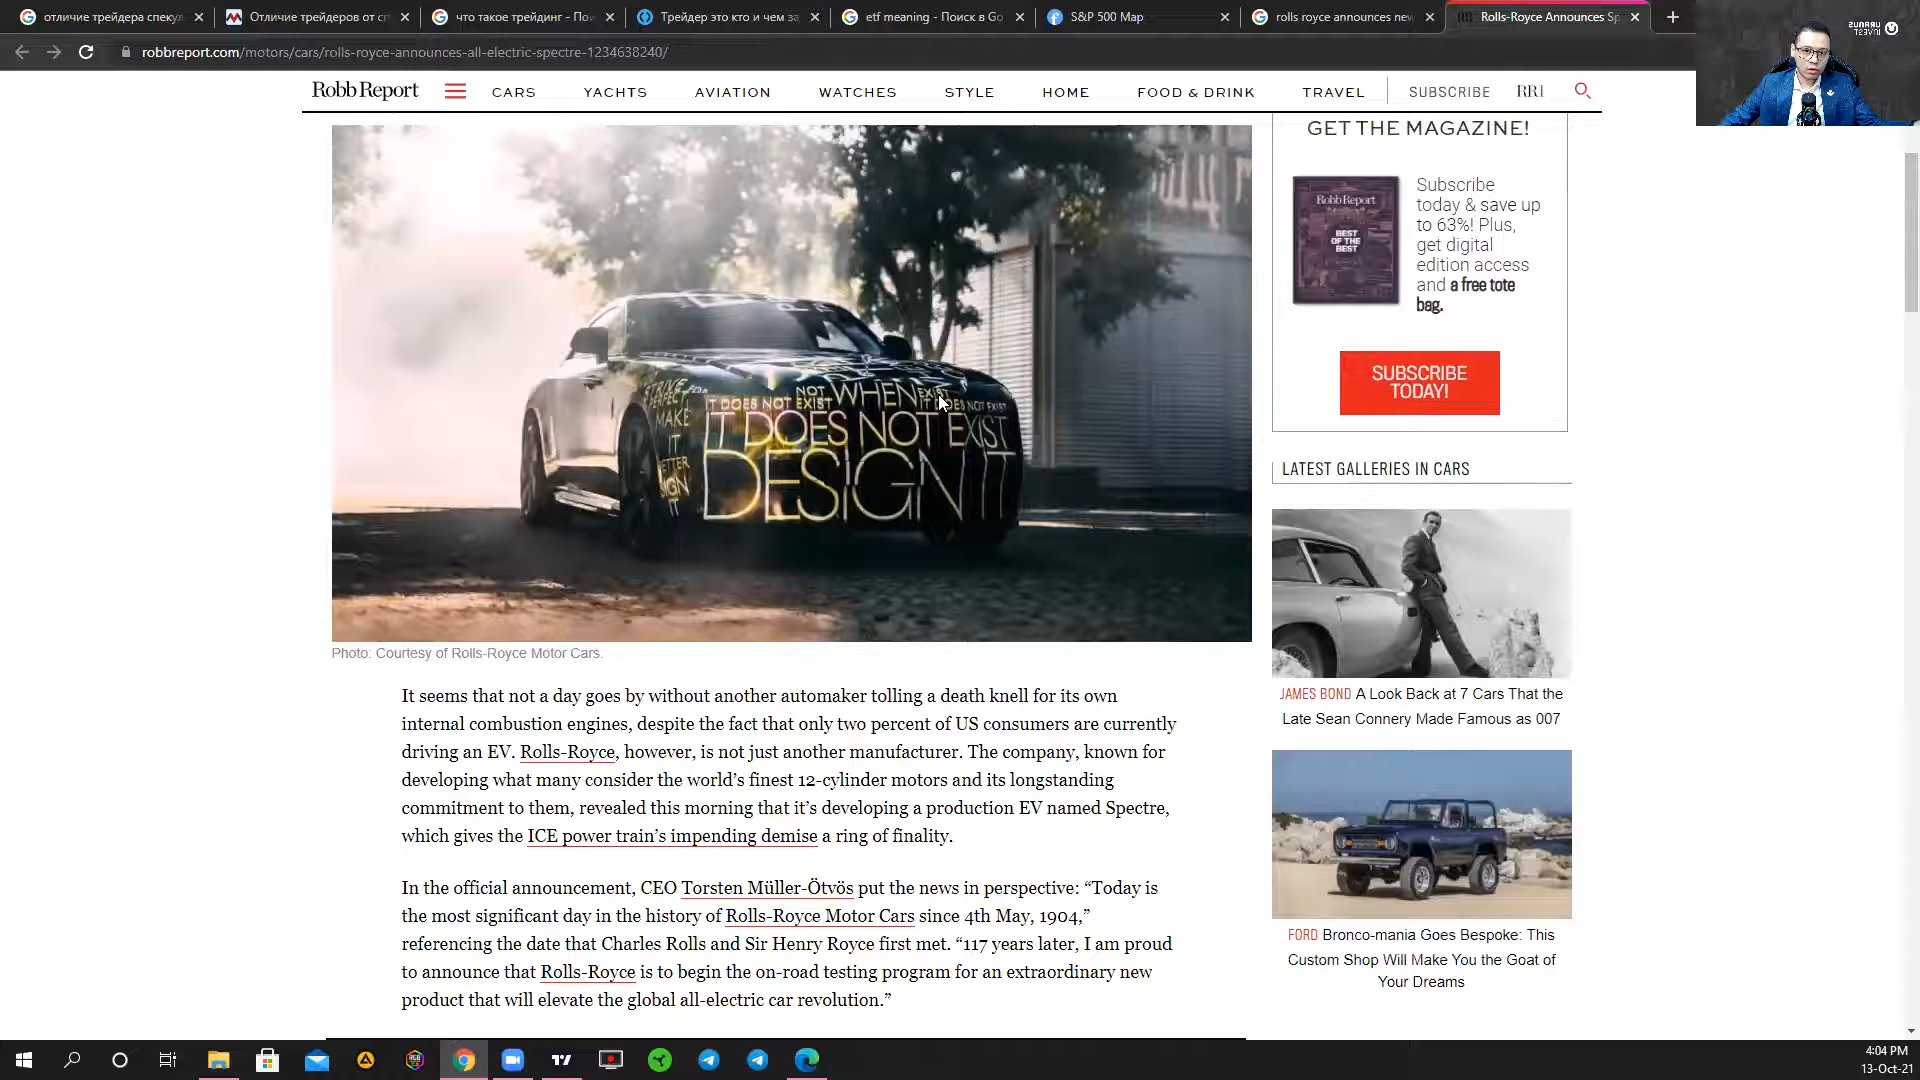 отличие трейдера спекул
Отличие трейдеров от сп
что такое трейдинг - Пои
Трейдер это кто и чем за
etf meaning - Поиск в Go
S&P 500 Map
rolls royce announces new
Rolls-Royce Announces Sp
robbreport.com/motors/cars/rolls-royce-announces-all-electric-spectre-1234638240/
URANUS
INVEST
Robb Report
CARS
YACHTS
AVIATION
WATCHES
STYLE
HOME
FOOD & DRINK
TRAVEL
SUBSCRIBE
RR1
GET THE MAGAZINE!
Robb Report
BEST
OF THE
BEST
Subscribe
today & save up
to 63%! Plus,
get digital
edition access
and a free tote
bag.
SUBSCRIBE
TODAY!
STRIVE FOR
PERFECT
MAKE
IT
BETTER
DESIGN
IT
NOT WHEN IT EXIST
IT DOES NOT EXIST
IT DOES NOT EXIST
IT DOES NOT EXIST
DESIGN IT
Photo: Courtesy of Rolls-Royce Motor Cars.
LATEST GALLERIES IN CARS
JAMES BOND A Look Back at 7 Cars That the
Late Sean Connery Made Famous as 007
FORD Bronco-mania Goes Bespoke: This
Custom Shop Will Make You the Goat of
Your Dreams
It seems that not a day goes by without another automaker tolling a death knell for its own
internal combustion engines, despite the fact that only two percent of US consumers are currently
driving an EV. Rolls-Royce, however, is not just another manufacturer. The company, known for
developing what many consider the world’s finest 12-cylinder motors and its longstanding
commitment to them, revealed this morning that it’s developing a production EV named Spectre,
which gives the ICE power train’s impending demise a ring of finality.
In the official announcement, CEO Torsten Müller-Ötvös put the news in perspective: “Today is
the most significant day in the history of Rolls-Royce Motor Cars since 4th May, 1904,”
referencing the date that Charles Rolls and Sir Henry Royce first met. “117 years later, I am proud
to announce that Rolls-Royce is to begin the on-road testing program for an extraordinary new
product that will elevate the global all-electric car revolution.”
4:04 PM
13-Oct-21